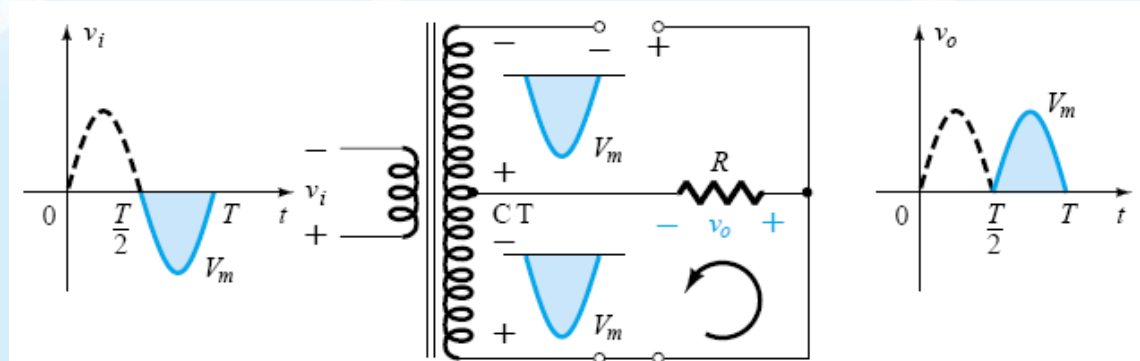 v_i
0
T/2
T
t
V_m
−
v_i
+
−
− +
V_m
+
CT
R
− v_o +
−
V_m
+
v_o
V_m
0
T/2
T
t